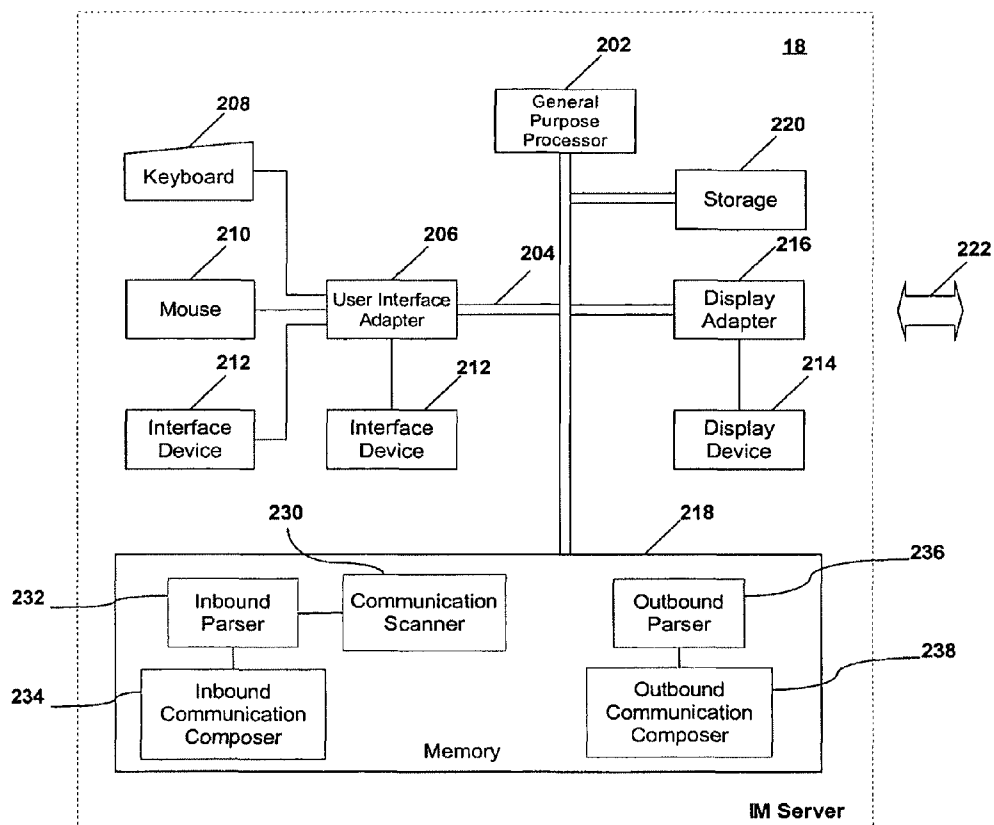 18
202
General
Purpose
Processor
208
Keyboard
220
Storage
210
Mouse
206
User Interface
Adapter
204
216
Display
Adapter
222
212
Interface
Device
212
Interface
Device
214
Display
Device
230
218
232
Inbound
Parser
Communication
Scanner
236
Outbound
Parser
234
Inbound
Communication
Composer
238
Outbound
Communication
Composer
Memory
IM Server